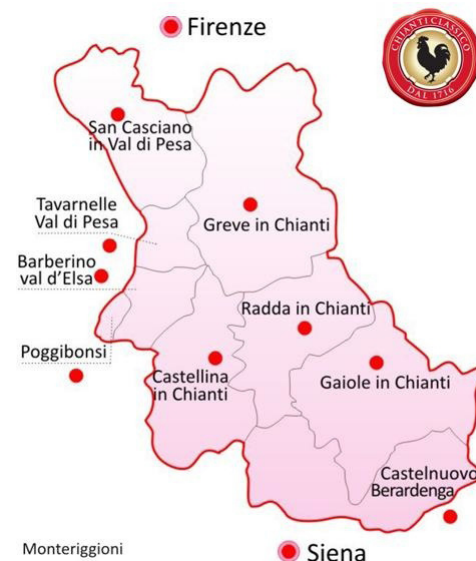 Firenze
CHIANTI CLASSICO
DAL 1716
San Casciano
in Val di Pesa
Tavarnelle
Val di Pesa
Greve in Chianti
Barberino
val d'Elsa
Radda in Chianti
Poggibonsi
Castellina
in Chianti
Gaiole in Chianti
Castelnuovo
Berardenga
Monteriggioni
Siena